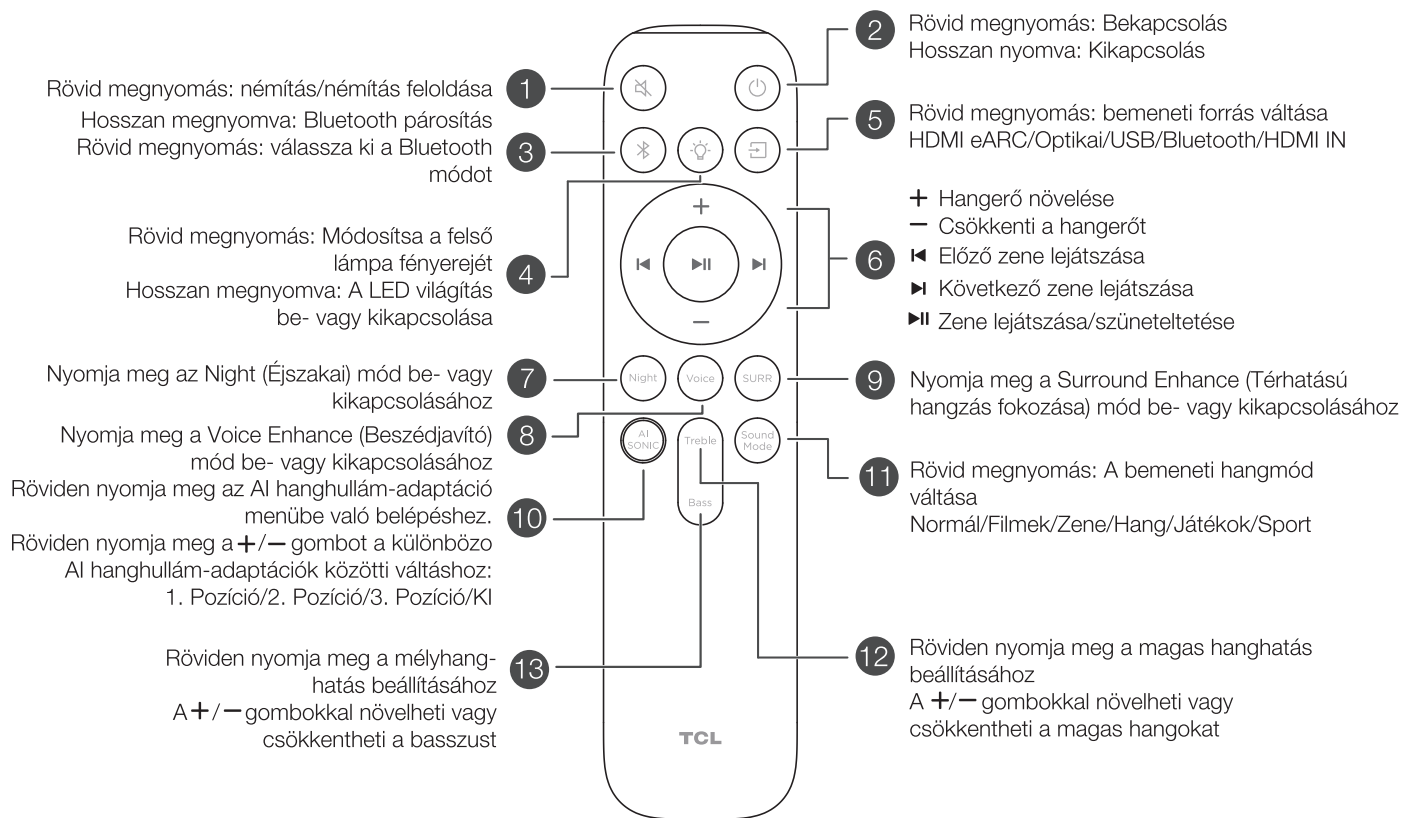 2
Rövid megnyomás: Bekapcsolás
Hosszan nyomva: Kikapcsolás
Rövid megnyomás: némítás/némítás feloldása
1
Hosszan megnyomva: Bluetooth párosítás
Rövid megnyomás: válassza ki a Bluetooth
módot
3
5
Rövid megnyomás: bemeneti forrás váltása
HDMI eARC/Optikai/USB/Bluetooth/HDMI IN
Rövid megnyomás: Módosítsa a felső
lámpa fényerejét
Hosszan megnyomva: A LED világítás
be- vagy kikapcsolása
4
6
+ Hangerő növelése
− Csökkenti a hangerőt
Előző zene lejátszása
Következő zene lejátszása
Zene lejátszása/szüneteltetése
Nyomja meg az Night (Éjszakai) mód be- vagy
kikapcsolásához
7
Night
Voice
SURR
9
Nyomja meg a Surround Enhance (Térhatású
hangzás fokozása) mód be- vagy kikapcsolásához
Nyomja meg a Voice Enhance (Beszédjavító)
mód be- vagy kikapcsolásához
8
AI
SONIC
Treble
Sound
Mode
Bass
Röviden nyomja meg az AI hanghullám-adaptáció
menübe való belépéshez.
Röviden nyomja meg a +/− gombot a különbözo
AI hanghullám-adaptációk közötti váltáshoz:
1. Pozíció/2. Pozíció/3. Pozíció/KI
10
11
Rövid megnyomás: A bemeneti hangmód
váltása
Normál/Filmek/Zene/Hang/Játékok/Sport
Röviden nyomja meg a mélyhang-
hatás beállításához
A +/− gombokkal növelheti vagy
csökkentheti a basszust
13
12
Röviden nyomja meg a magas hanghatás
beállításához
A +/− gombokkal növelheti vagy
csökkentheti a magas hangokat
TCL